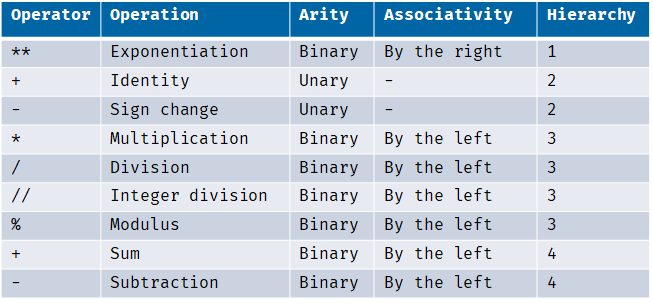 Operator Operation Arity Associativity Hierarchy
** Exponentiation Binary By the right 1
+ Identity Unary - 2
- Sign change Unary - 2
* Multiplication Binary By the left 3
/ Division Binary By the left 3
// Integer division Binary By the left 3
% Modulus Binary By the left 3
+ Sum Binary By the left 4
- Subtraction Binary By the left 4